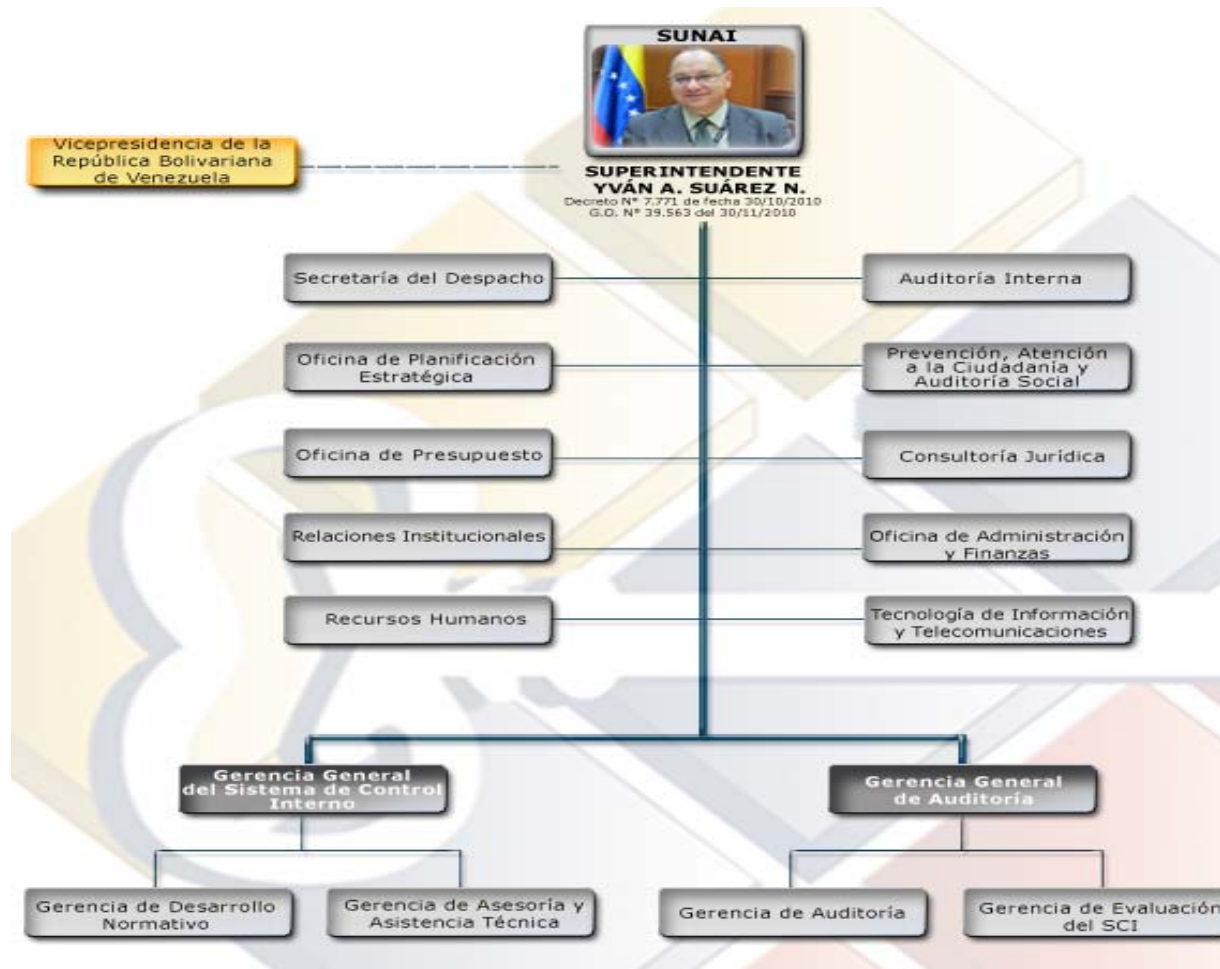 SUNAI
Vicepresidencia de la
República Bolivariana
de Venezuela
SUPERINTENDENTE
YVÁN A. SUÁREZ N.
Decreto N° 7.771 de fecha 30/10/2010
G.O. N° 39.563 del 30/11/2010
Secretaría del Despacho
Auditoría Interna
Oficina de Planificación
Estratégica
Prevención, Atención
a la Ciudadanía y
Auditoría Social
Oficina de Presupuesto
Consultoría Jurídica
Relaciones Institucionales
Oficina de Administración
y Finanzas
Recursos Humanos
Tecnología de Información
y Telecomunicaciones
Gerencia General
del Sistema de Control
Interno
Gerencia General
de Auditoría
Gerencia de Desarrollo
Normativo
Gerencia de Asesoría y
Asistencia Técnica
Gerencia de Auditoría
Gerencia de Evaluación
del SCI